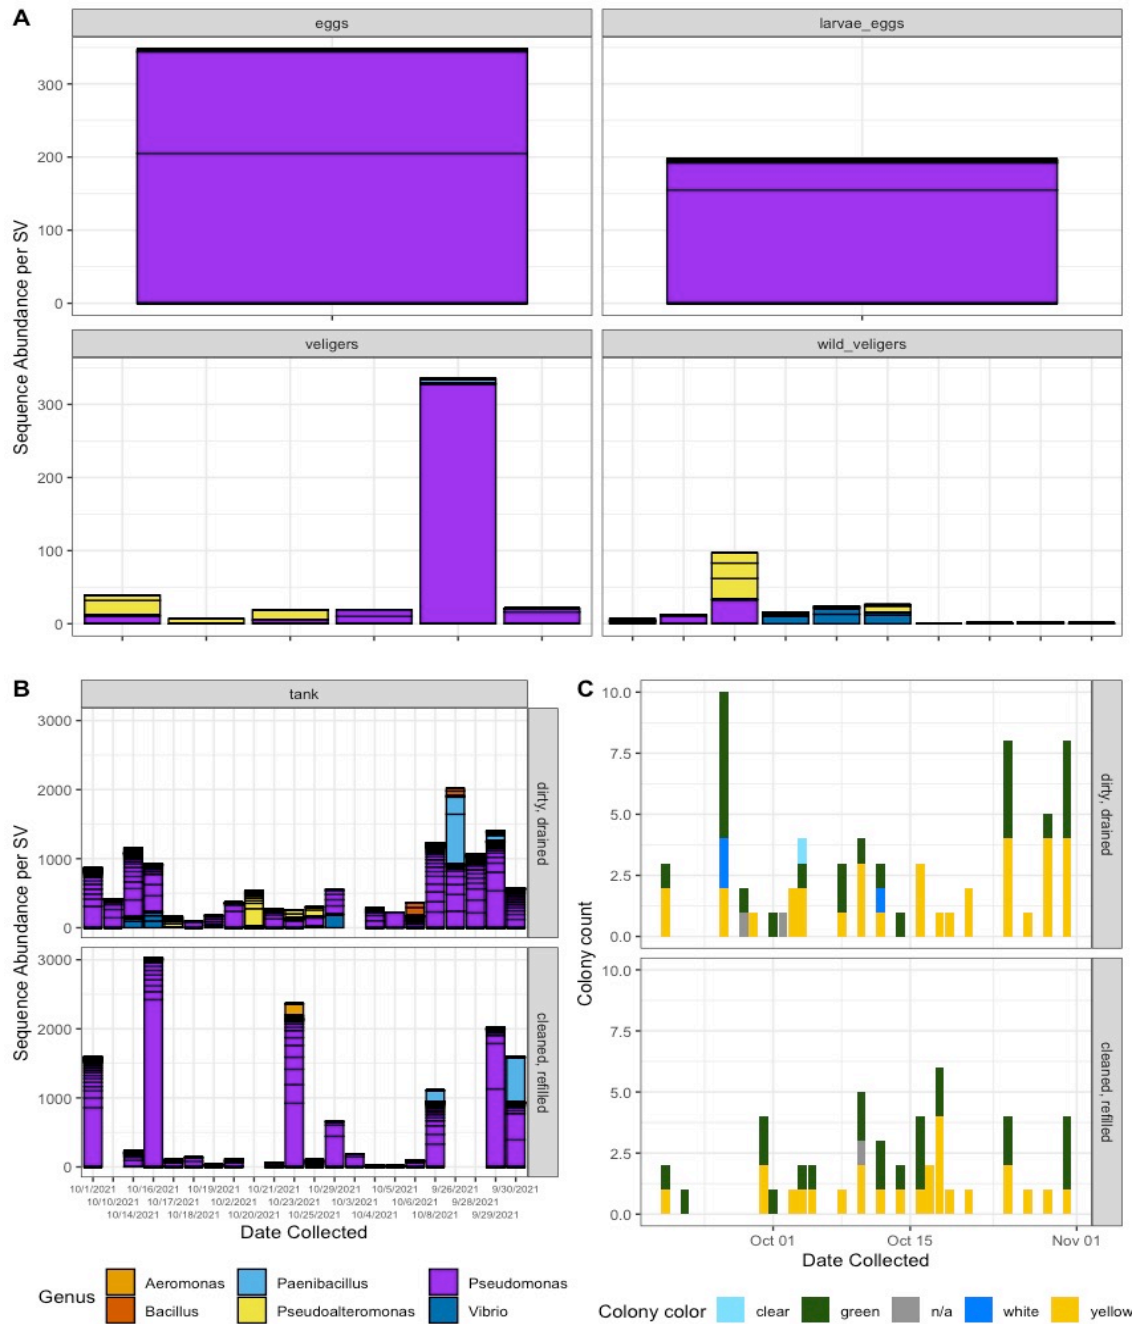 A
eggs
larvae_eggs
300
200
100
0
veligers
wild_veligers
300
200
100
0
Sequence Abundance per SV
B
tank
3000
2000
1000
0
dirty, drained
3000
2000
1000
0
cleaned, refilled
Sequence Abundance per SV
10/1/2021 10/16/2021 10/19/2021 10/21/2021 10/29/2021 10/5/2021 9/26/2021 9/30/2021
10/10/2021 10/17/2021 10/2/2021 10/23/2021 10/3/2021 10/6/2021 9/28/2021
10/14/2021 10/18/2021 10/20/2021 10/25/2021 10/4/2021 10/8/2021 9/29/2021
Date Collected
C
10.0
7.5
5.0
2.5
0.0
dirty, drained
10.0
7.5
5.0
2.5
0.0
cleaned, refilled
Colony count
Oct 01 Oct 15 Nov 01
Date Collected
Genus
Aeromonas Paenibacillus Pseudomonas
Bacillus Pseudoalteromonas Vibrio
Colony color clear green n/a white yellow